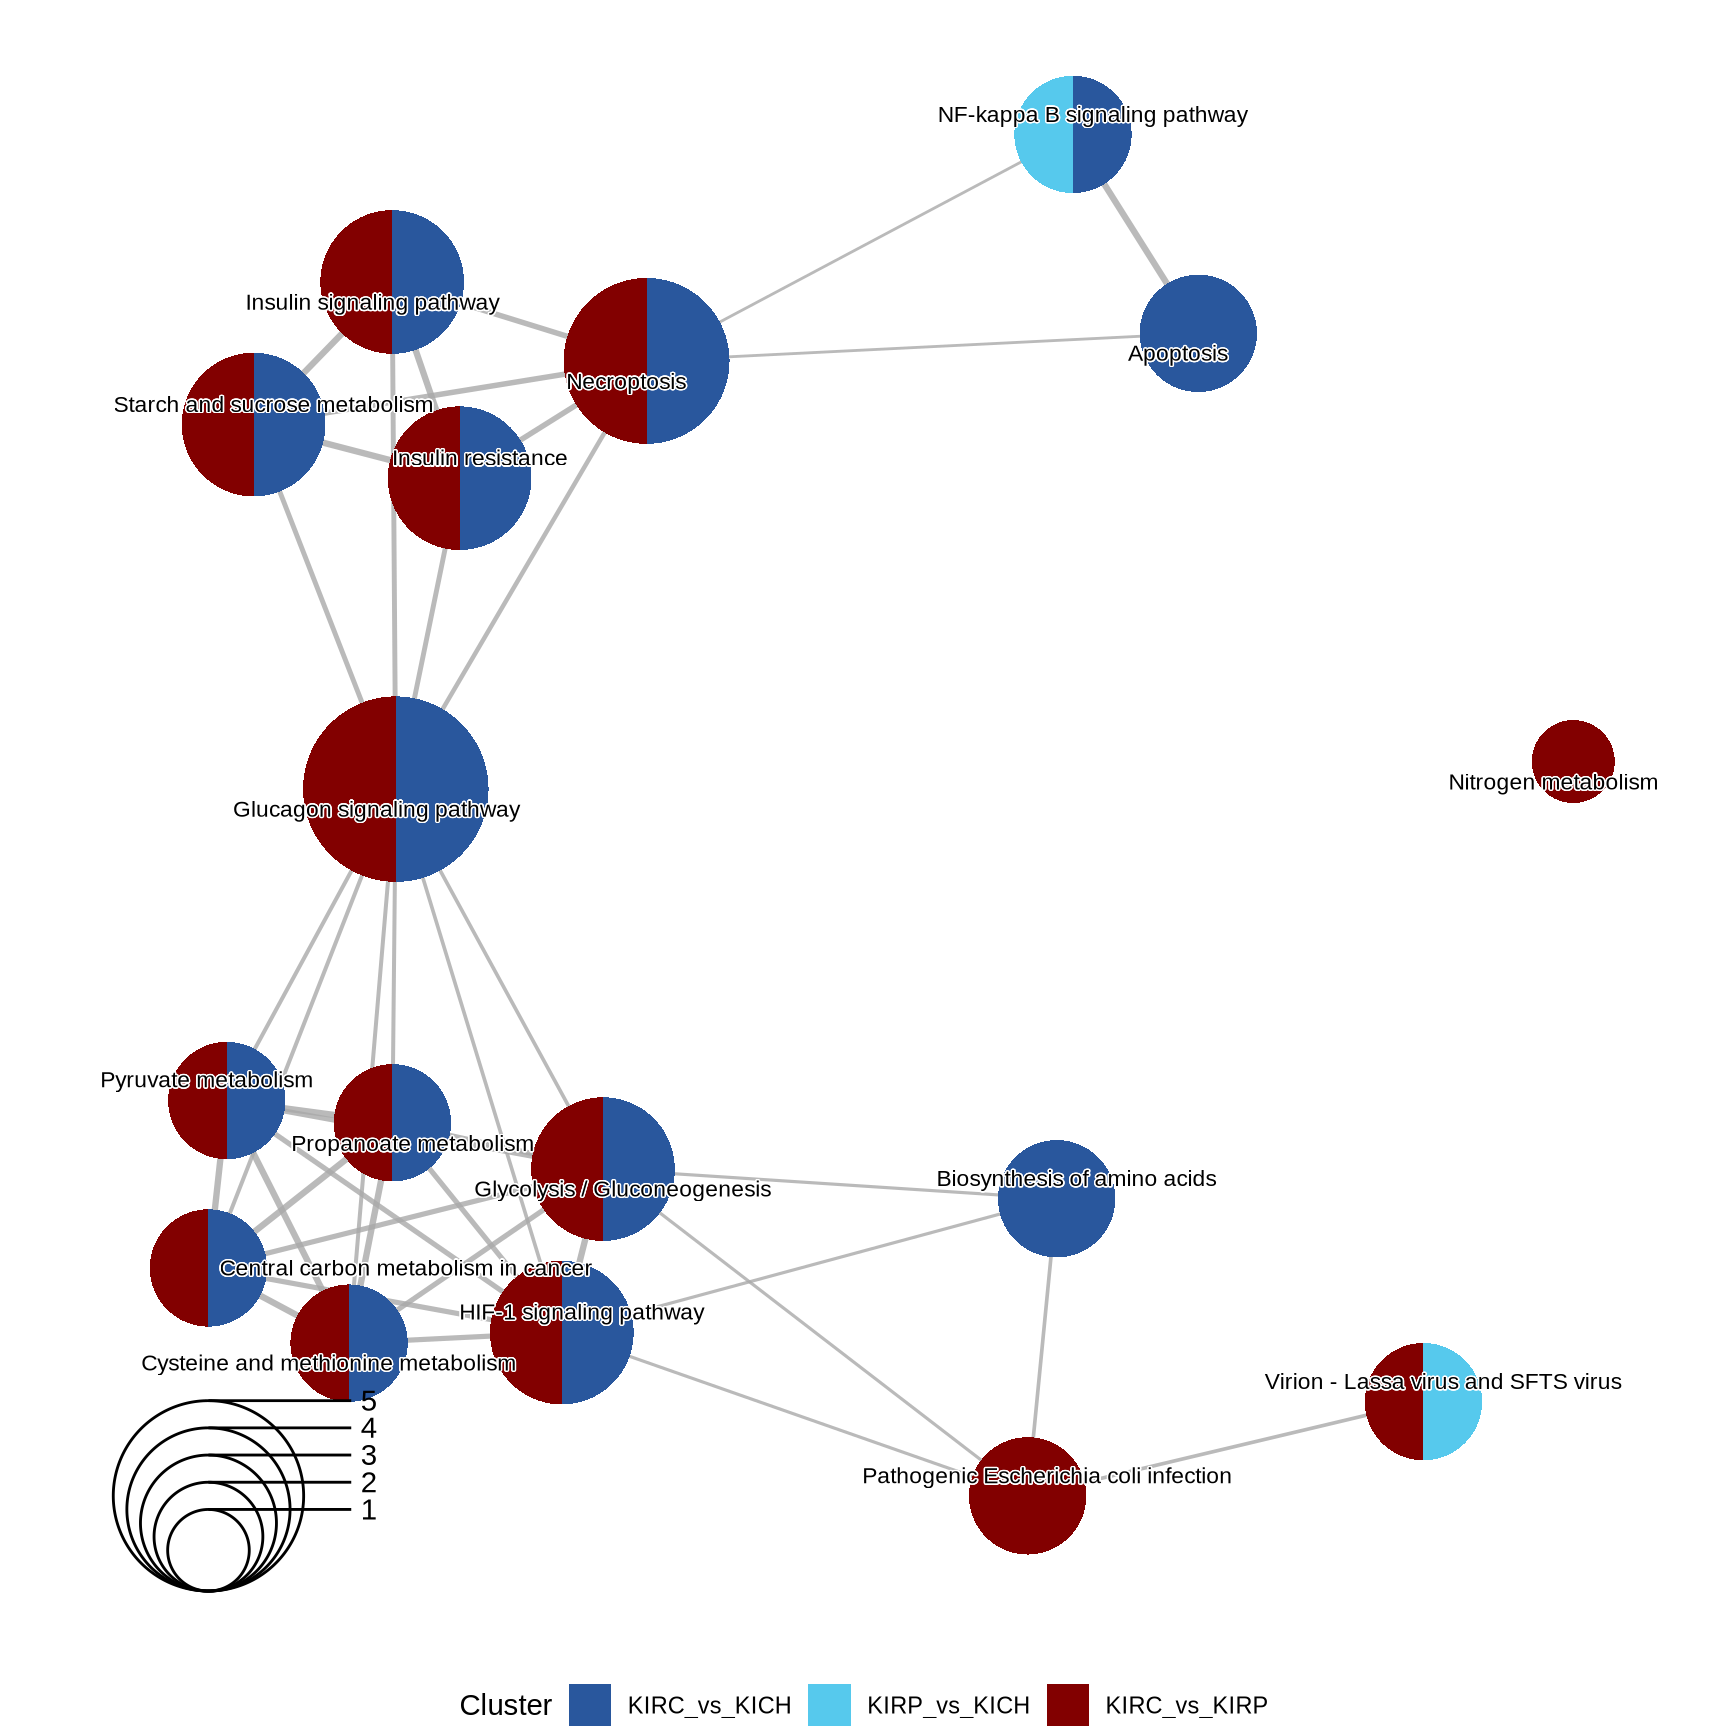 NF-kappa B signaling pathway
Insulin signaling pathway
Apoptosis
Necroptosis
Starch and sucrose metabolism
Insulin resistance
Nitrogen metabolism
Glucagon signaling pathway
Pyruvate metabolism
Propanoate metabolism
Biosynthesis of amino acids
Glycolysis / Gluconeogenesis
Central carbon metabolism in cancer
HIF-1 signaling pathway
Cysteine and methionine metabolism
Virion - Lassa virus and SFTS virus
Pathogenic Escherichia coli infection
5
4
3
2
1
Cluster KIRC_vs_KICH KIRP_vs_KICH KIRC_vs_KIRP